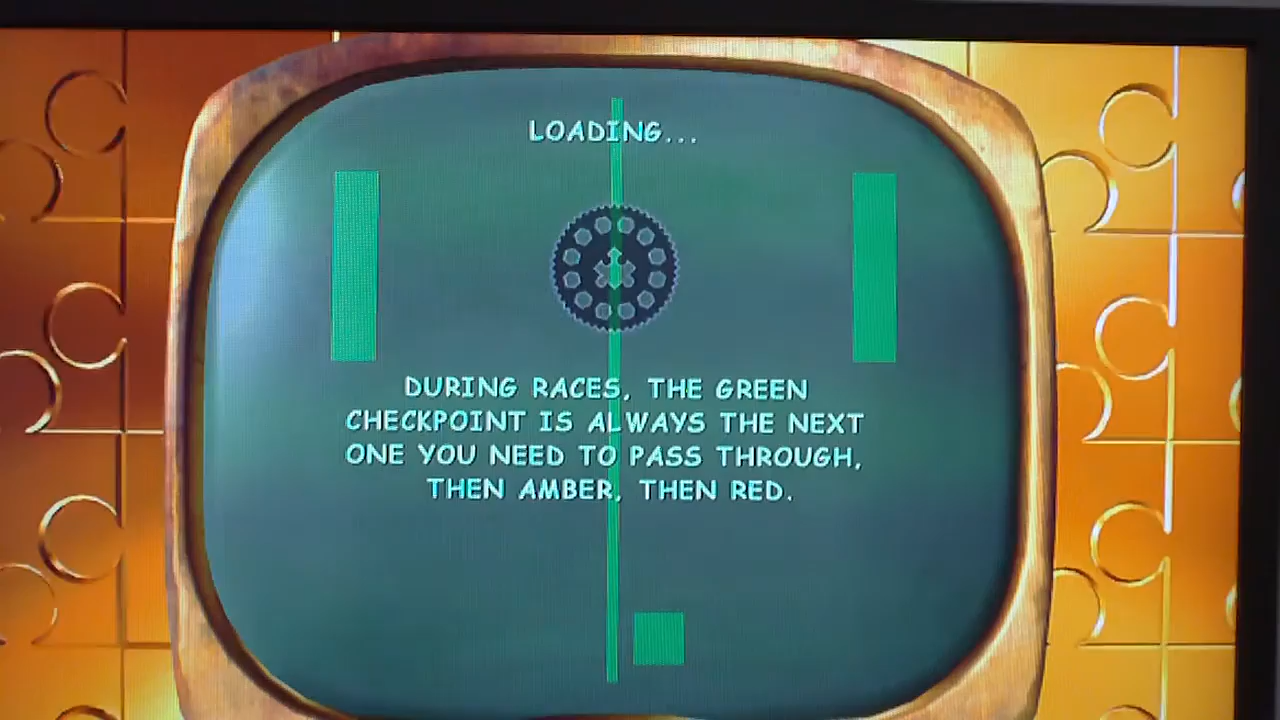 LOADING...
DURING RACES, THE GREEN
CHECKPOINT IS ALWAYS THE NEXT
ONE YOU NEED TO PASS THROUGH,
THEN AMBER, THEN RED.